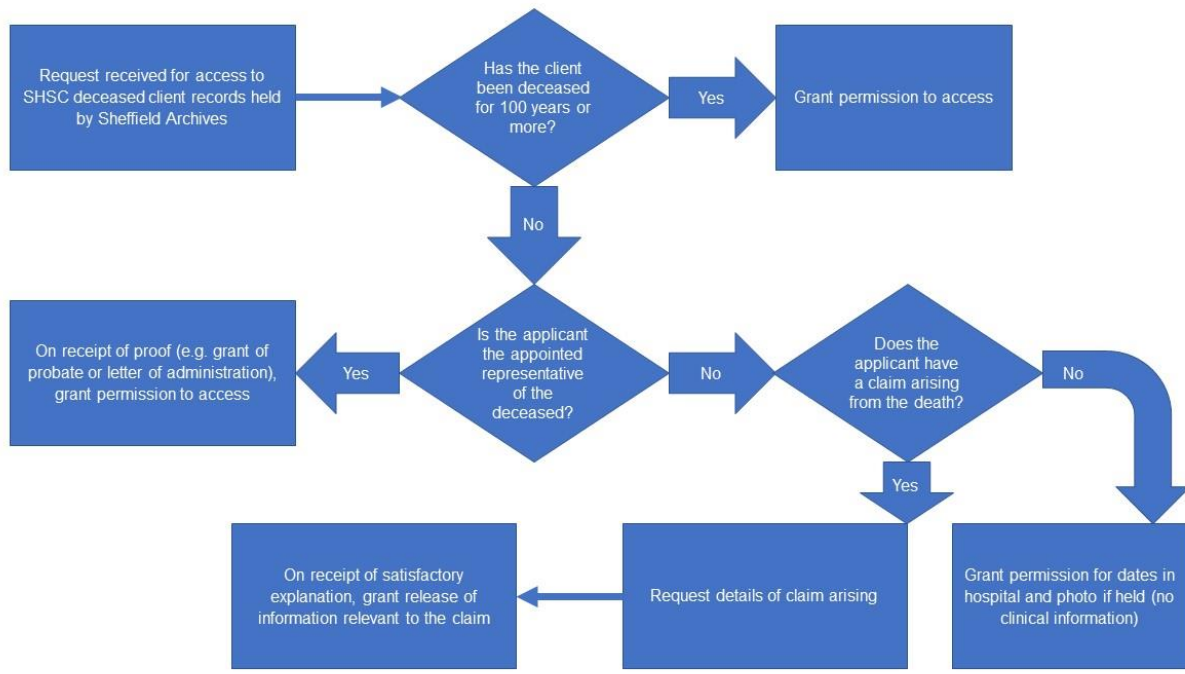 Request received for access to
SHSC deceased client records held
by Sheffield Archives
Has the client
been deceased
for 100 years or
more?
Yes
Grant permission to access
No
On receipt of proof (e.g. grant of
probate or letter of administration),
grant permission to access
Yes
Is the applicant
the appointed
representative
of the
deceased?
No
Does the
applicant have
a claim arising
from the death?
No
Yes
On receipt of satisfactory
explanation, grant release of
information relevant to the claim
Request details of claim arising
Grant permission for dates in
hospital and photo if held (no
clinical information)